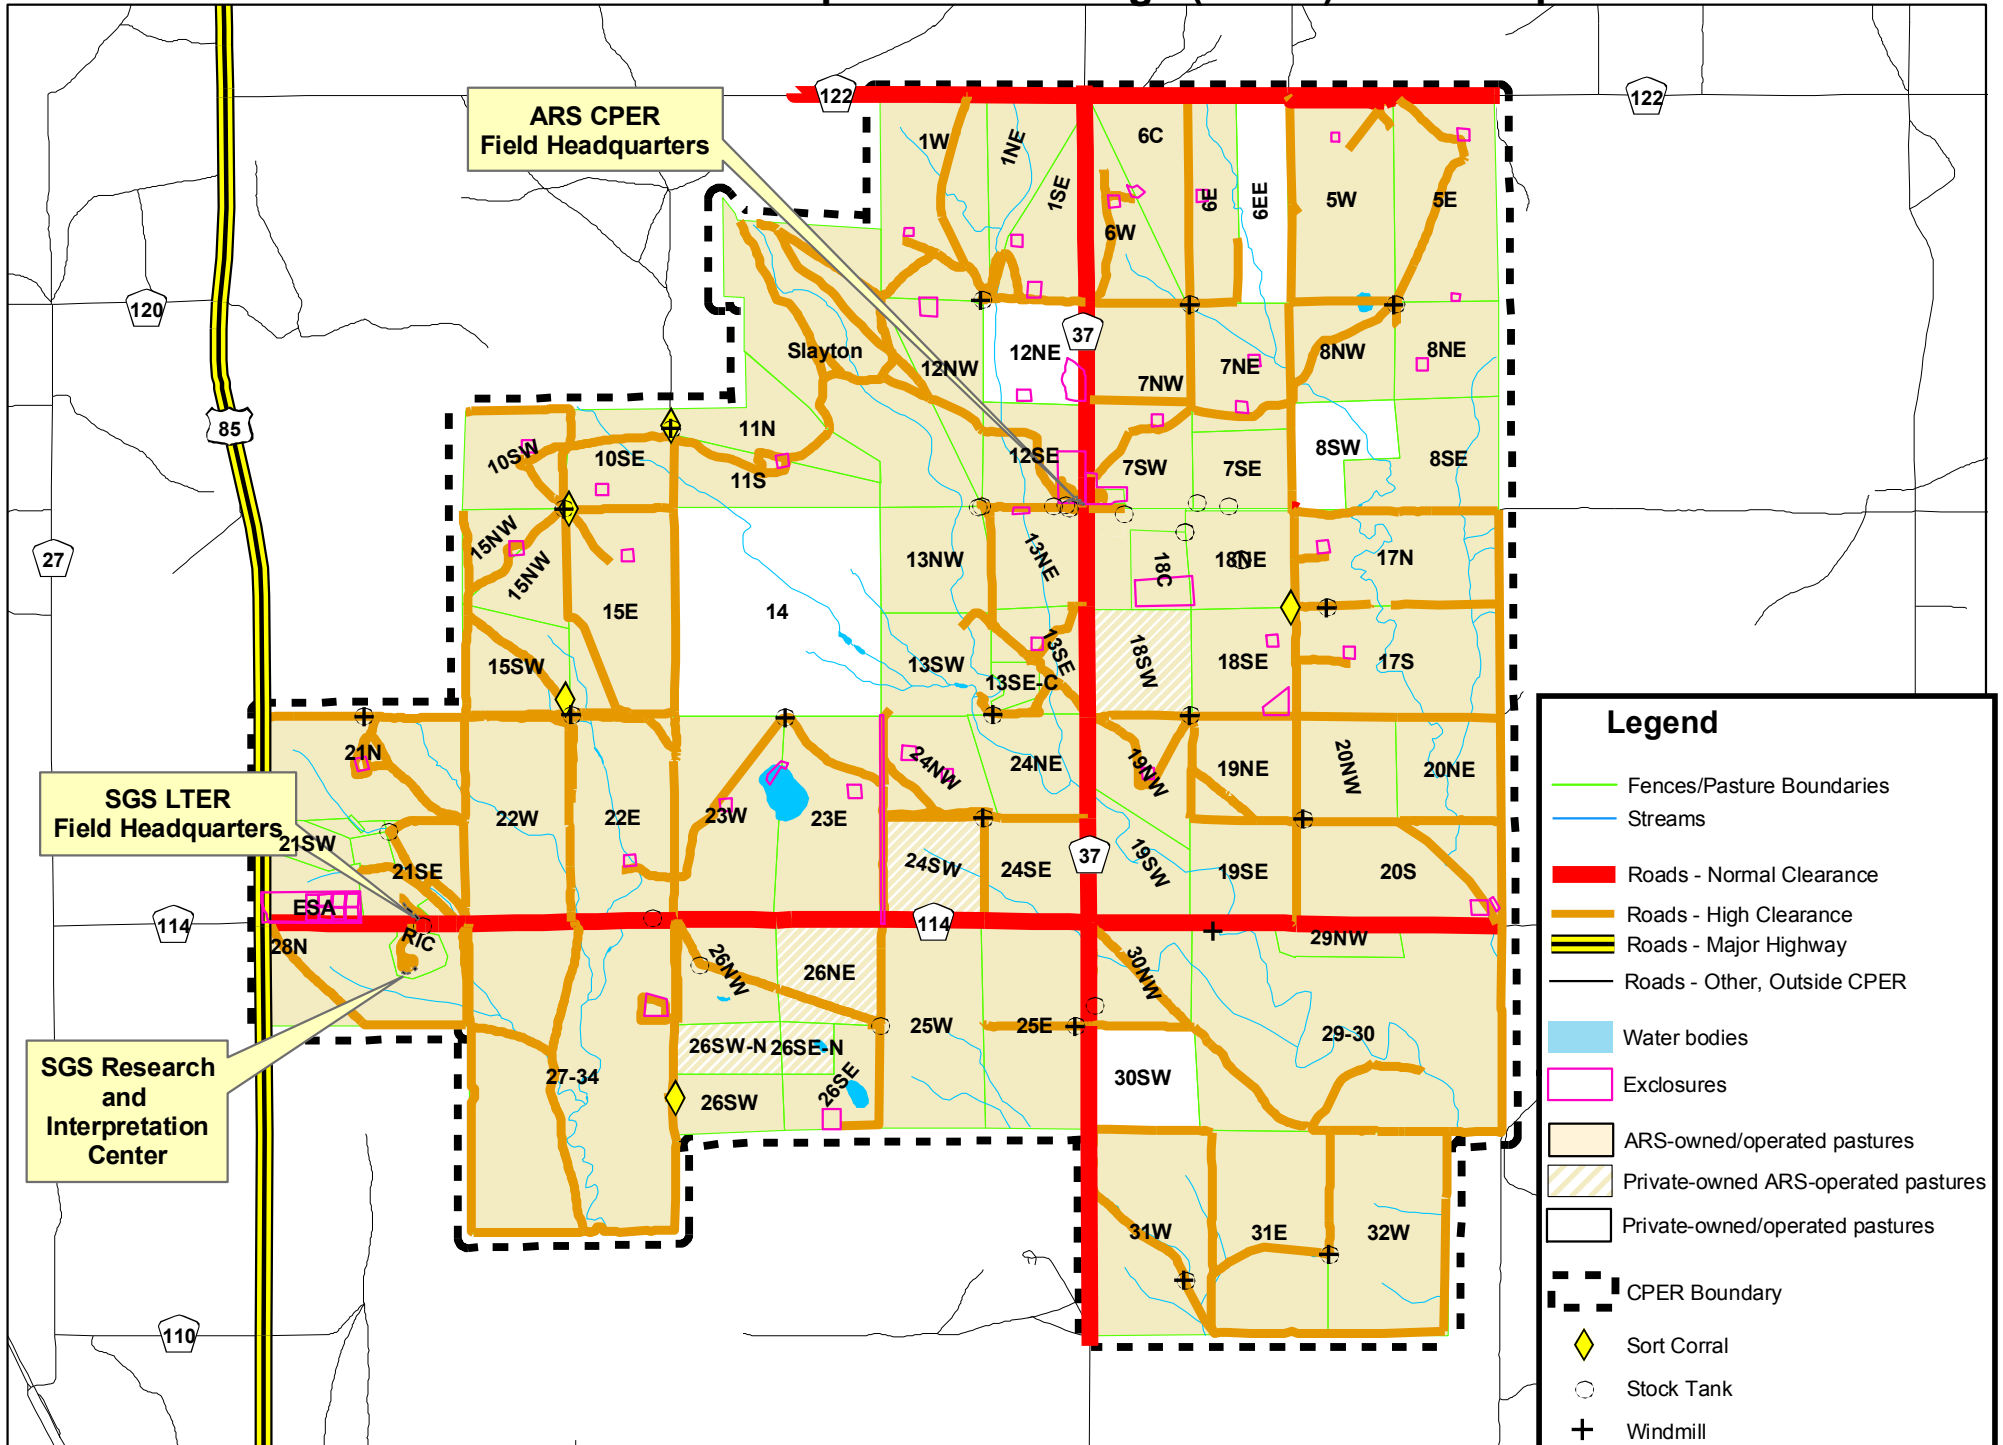 122
122
ARS CPER
Field Headquarters
1W
1NE
1SE
6C
6W
6E
6EE
5W
5E
120
37
Slayton
12NW
12NE
7NW
7NE
8NW
8NE
85
10SW
10SE
11N
11S
12SE
7SW
7SE
8SW
8SE
27
15NW
15NW
15E
14
13NW
13NE
18C
18NE
17N
15SW
13SW
13SE
13SE-C
18SW
18SE
17S
21N
22W
22E
23W
23E
24NW
24NE
19NW
19NE
20NW
20NE
SGS LTER
Field Headquarters
21SW
21SE
24SW
24SE
37
19SW
19SE
20S
ESA
114
114
28N
RIC
26NW
26NE
25W
25E
30NW
29NW
29-30
SGS Research
and
Interpretation
Center
27-34
26SW-N
26SE-N
26SW
26SE
30SW
31W
31E
32W
110
Legend
Fences/Pasture Boundaries
Streams
Roads - Normal Clearance
Roads - High Clearance
Roads - Major Highway
Roads - Other, Outside CPER
Water bodies
Exclosures
ARS-owned/operated pastures
Private-owned ARS-operated pastures
Private-owned/operated pastures
CPER Boundary
Sort Corral
Stock Tank
Windmill